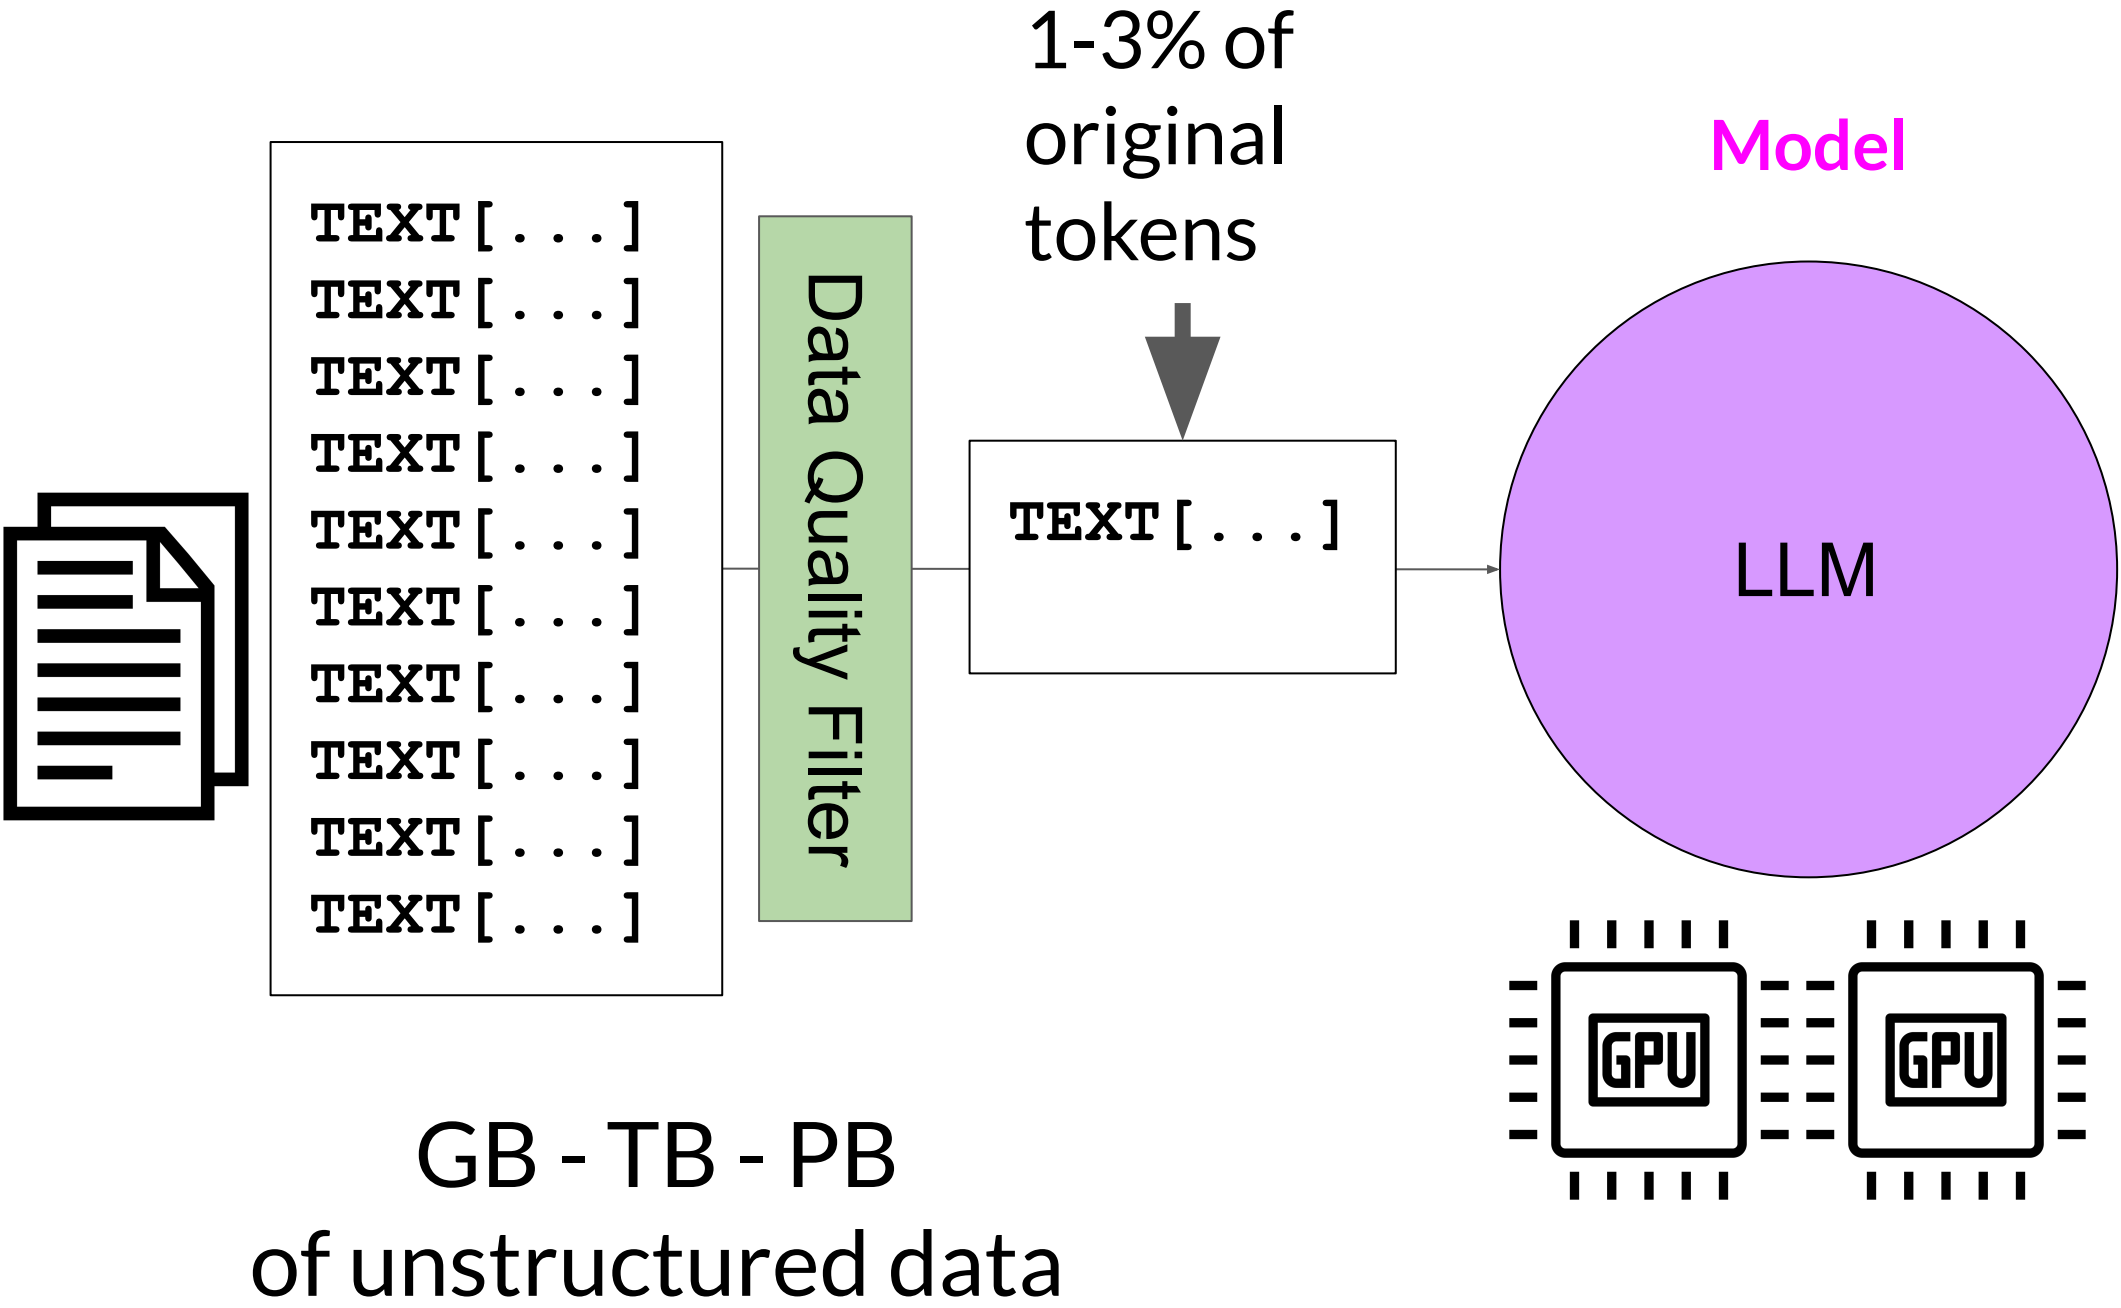 1-3% of
original
tokens
Model
TEXT[...]
TEXT[...]
TEXT[...]
TEXT[...]
TEXT[...]
TEXT[...]
TEXT[...]
TEXT[...]
TEXT[...]
TEXT[...]
Data Quality Filter
TEXT[...]
LLM
GPU
GPU
GB - TB - PB
of unstructured data